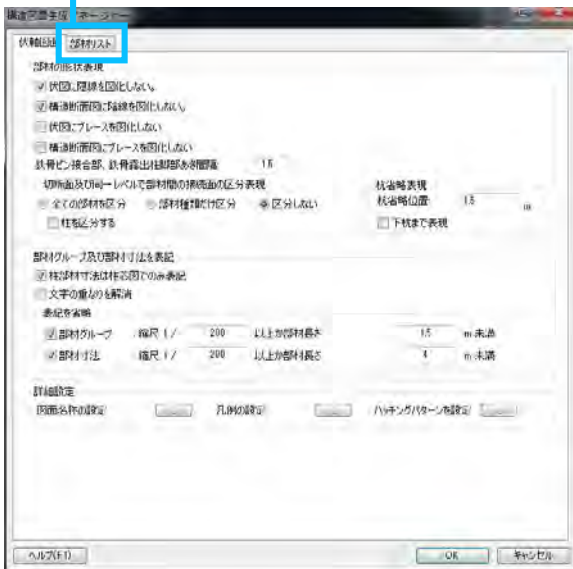 構造図書生成マネージャー
伏軸図面 部材リスト
部材の形状表現
伏図に隠線を図化しない。
構造断面図に隠線を図化しない。
伏図にブレースを図化しない
構造断面図にブレースを図化しない
鉄骨ピン接合部、鉄骨露出柱脚部あき間隔 1.5
切断面及び同一レベルで部材間の接続面の区分表現 杭省略表現
全ての部材を区分 部材種類だけ区分 区分しない 杭省略位置 1.5 m
柱を区分する 下杭まで表現
部材グループ及び部材寸法を表記
柱部材寸法は柱芯図でのみ表記
文字の重なりを解消
表記を省略
部材グループ 縮尺 1 / 200 以上か部材長さ 1.5 m 未満
部材寸法 縮尺 1 / 200 以上か部材長さ 4 m 未満
詳細設定
図面名称の設定 凡例の設定 ハッチングパターンを設定
ヘルプ(F1) OK キャンセル